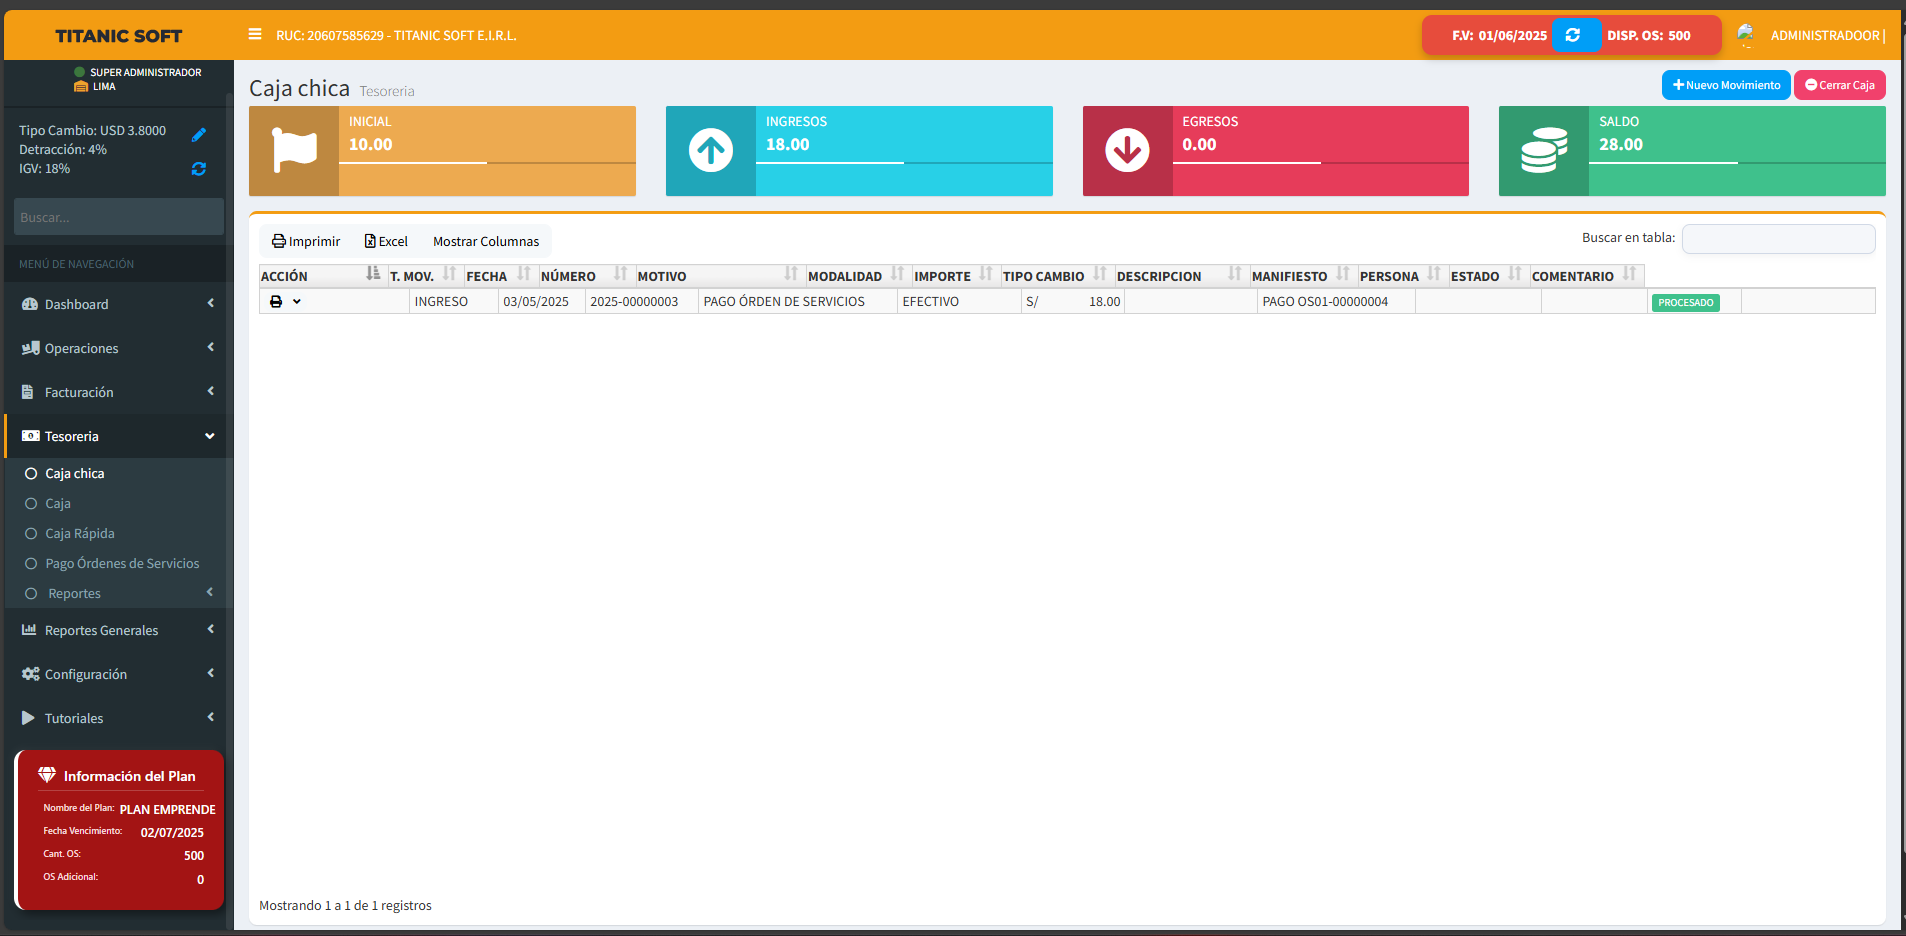 TITANIC SOFT
RUC: 20607585629 - TITANIC SOFT E.I.R.L.
F.V: 01/06/2025
DISP. OS: 500
ADMINISTRADOOR |
SUPER ADMINISTRADOR
LIMA
Tipo Cambio: USD 3.8000
Detracción: 4%
IGV: 18%
Buscar...
MENÚ DE NAVEGACIÓN
Dashboard
Operaciones
Facturación
Tesoreria
Caja chica
Caja
Caja Rápida
Pago Órdenes de Servicios
Reportes
Reportes Generales
Configuración
Tutoriales
Información del Plan
Nombre del Plan: PLAN EMPRENDE
Fecha Vencimiento: 02/07/2025
Cant. OS: 500
OS Adicional: 0
Caja chica Tesoreria
Nuevo Movimiento
Cerrar Caja
INICIAL
10.00
INGRESOS
18.00
EGRESOS
0.00
SALDO
28.00
Imprimir Excel Mostrar Columnas
Buscar en tabla:
ACCIÓN T. MOV. FECHA NÚMERO MOTIVO MODALIDAD IMPORTE TIPO CAMBIO DESCRIPCION MANIFIESTO PERSONA ESTADO COMENTARIO
INGRESO 03/05/2025 2025-00000003 PAGO ÓRDEN DE SERVICIOS EFECTIVO S/ 18.00 PAGO OS01-00000004 PROCESADO
Mostrando 1 a 1 de 1 registros